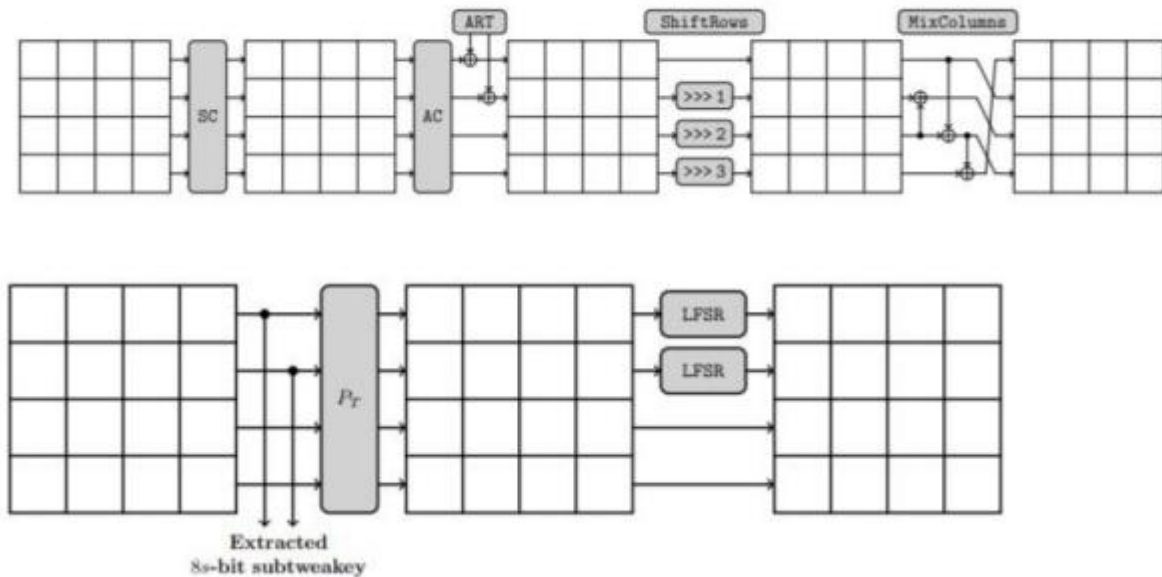 ART ShiftRows MixColumns
SC AC
>>> 1
>>> 2
>>> 3
LFSR
LFSR
P_T
Extracted
8s-bit subtweakey